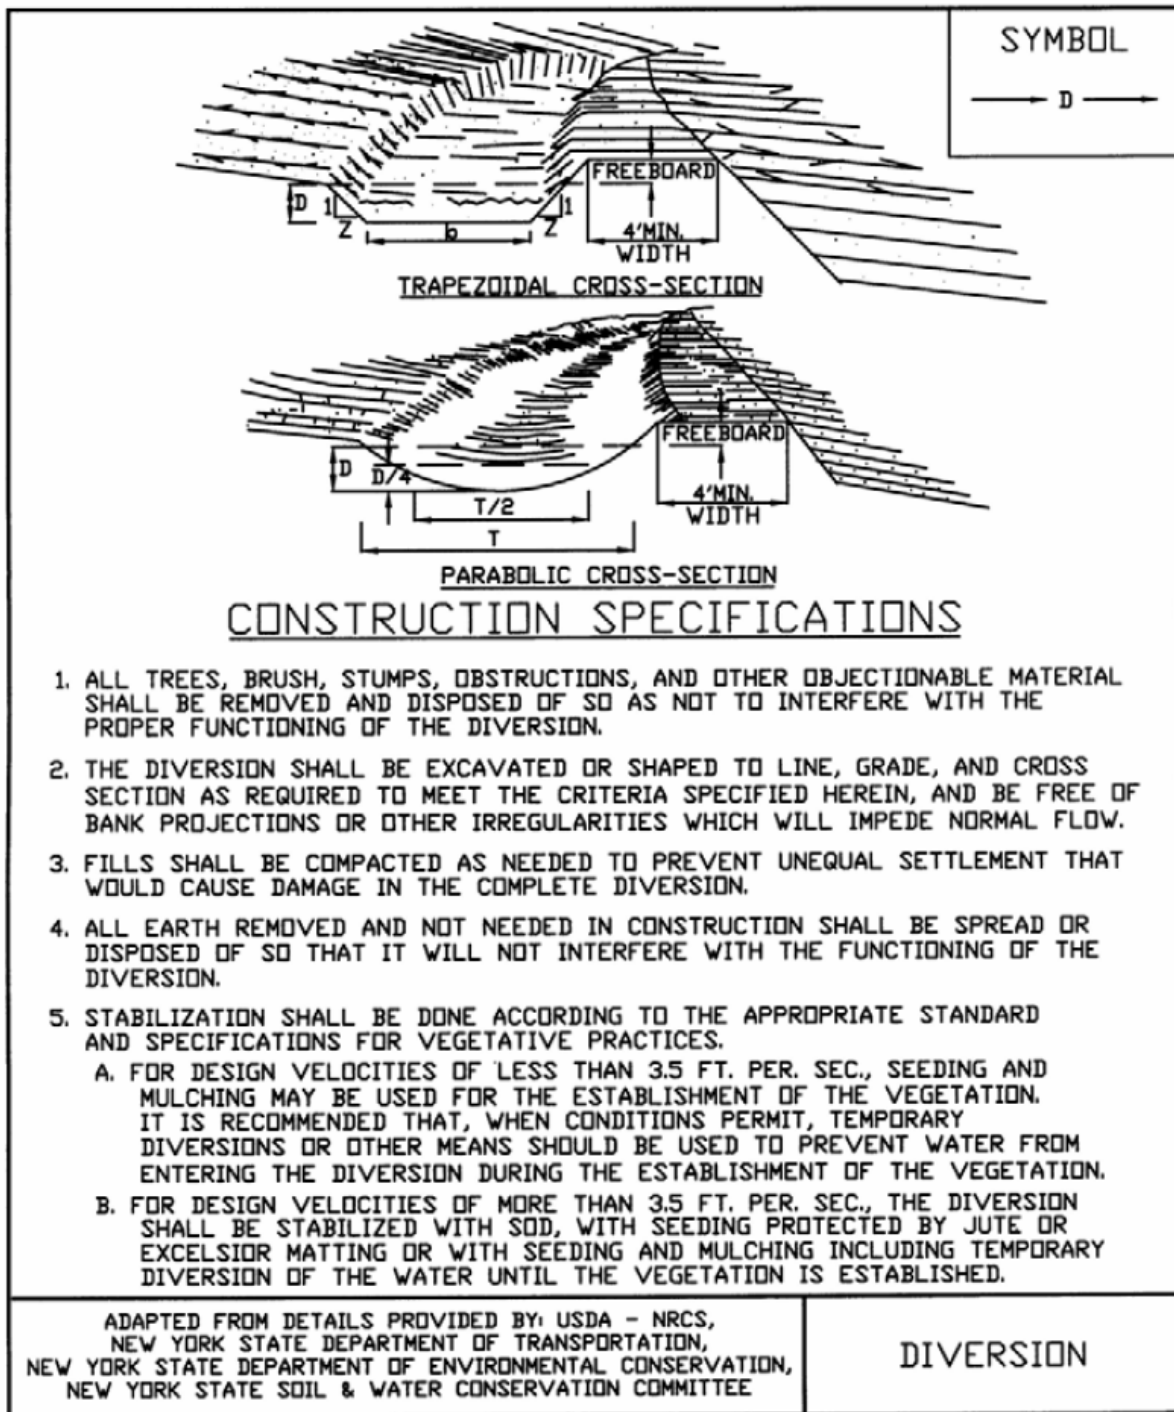 SYMBOL
D
FREEBOARD
D 1 Z b Z 1
4'MIN.
WIDTH
TRAPEZOIDAL CROSS-SECTION
FREEBOARD
D D/4
T/2
T
4'MIN.
WIDTH
PARABOLIC CROSS-SECTION
CONSTRUCTION SPECIFICATIONS
1. ALL TREES, BRUSH, STUMPS, OBSTRUCTIONS, AND OTHER OBJECTIONABLE MATERIAL
SHALL BE REMOVED AND DISPOSED OF SO AS NOT TO INTERFERE WITH THE
PROPER FUNCTIONING OF THE DIVERSION.
2. THE DIVERSION SHALL BE EXCAVATED OR SHAPED TO LINE, GRADE, AND CROSS
SECTION AS REQUIRED TO MEET THE CRITERIA SPECIFIED HEREIN, AND BE FREE OF
BANK PROJECTIONS OR OTHER IRREGULARITIES WHICH WILL IMPEDE NORMAL FLOW.
3. FILLS SHALL BE COMPACTED AS NEEDED TO PREVENT UNEQUAL SETTLEMENT THAT
WOULD CAUSE DAMAGE IN THE COMPLETE DIVERSION.
4. ALL EARTH REMOVED AND NOT NEEDED IN CONSTRUCTION SHALL BE SPREAD OR
DISPOSED OF SO THAT IT WILL NOT INTERFERE WITH THE FUNCTIONING OF THE
DIVERSION.
5. STABILIZATION SHALL BE DONE ACCORDING TO THE APPROPRIATE STANDARD
AND SPECIFICATIONS FOR VEGETATIVE PRACTICES.
A. FOR DESIGN VELOCITIES OF LESS THAN 3.5 FT. PER. SEC., SEEDING AND
MULCHING MAY BE USED FOR THE ESTABLISHMENT OF THE VEGETATION.
IT IS RECOMMENDED THAT, WHEN CONDITIONS PERMIT, TEMPORARY
DIVERSIONS OR OTHER MEANS SHOULD BE USED TO PREVENT WATER FROM
ENTERING THE DIVERSION DURING THE ESTABLISHMENT OF THE VEGETATION.
B. FOR DESIGN VELOCITIES OF MORE THAN 3.5 FT. PER. SEC., THE DIVERSION
SHALL BE STABILIZED WITH SOD, WITH SEEDING PROTECTED BY JUTE OR
EXCELSIOR MATTING OR WITH SEEDING AND MULCHING INCLUDING TEMPORARY
DIVERSION OF THE WATER UNTIL THE VEGETATION IS ESTABLISHED.
ADAPTED FROM DETAILS PROVIDED BY: USDA - NRCS,
NEW YORK STATE DEPARTMENT OF TRANSPORTATION,
NEW YORK STATE DEPARTMENT OF ENVIRONMENTAL CONSERVATION,
NEW YORK STATE SOIL & WATER CONSERVATION COMMITTEE
DIVERSION